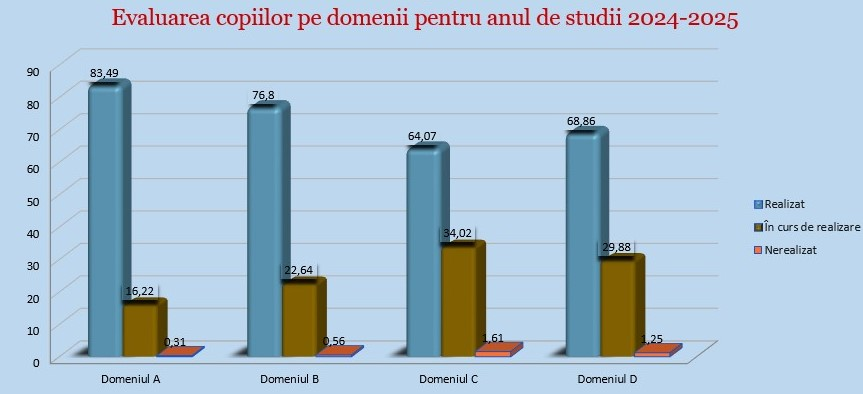 Evaluarea copiilor pe domenii pentru anul de studii 2024-2025
90
80
70
60
50
40
30
20
10
0
83,49
16,22
0,31
76,8
22,64
0,56
64,07
34,02
1,61
68,86
29,88
1,25
Domeniul A
Domeniul B
Domeniul C
Domeniul D
Realizat
În curs de realizare
Nerealizat